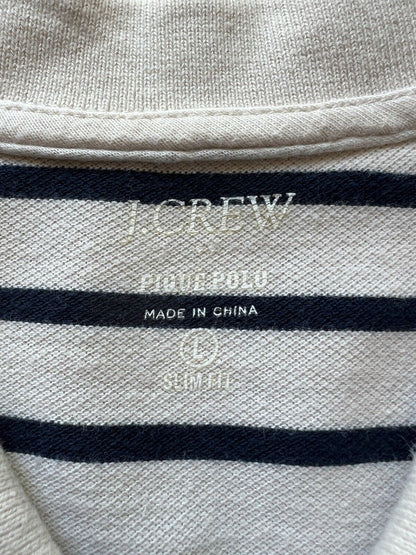 J.CREW
PIQUE POLO
MADE IN CHINA
L
SLIM FIT